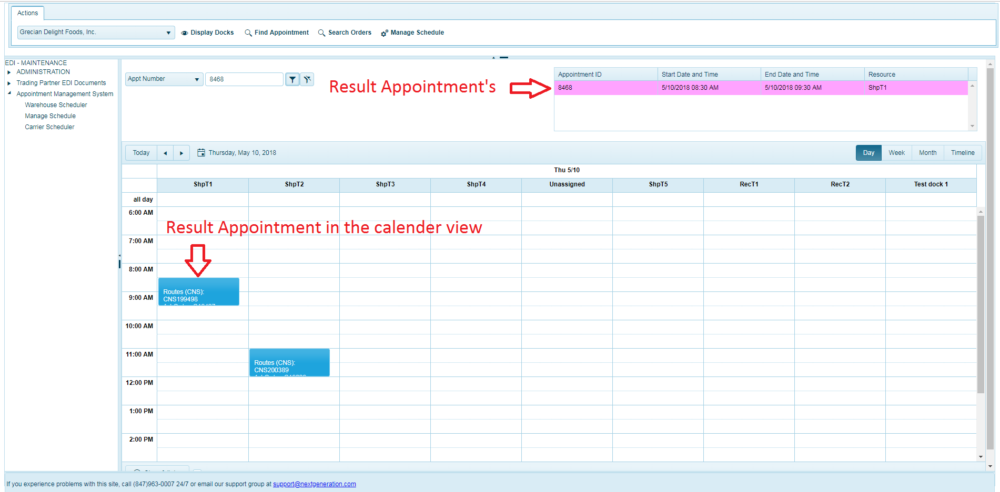 Actions
Grecian Delight Foods, Inc.
Display Docks
Find Appointment
Search Orders
Manage Schedule
EDI - MAINTENANCE
ADMINISTRATION
Trading Partner EDI Documents
Appointment Management System
Warehouse Scheduler
Manage Schedule
Carrier Scheduler
Appt Number
8468
Result Appointment's
Appointment ID Start Date and Time End Date and Time Resource
8468 5/10/2018 08:30 AM 5/10/2018 09:30 AM ShpT1
Today
Thursday, May 10, 2018
Day Week Month Timeline
Thu 5/10
ShpT1 ShpT2 ShpT3 ShpT4 Unassigned ShpT5 RecT1 RecT2 Test dock 1
all day
6:00 AM
Result Appointment in the calender view
7:00 AM
8:00 AM
Routes (CNS):
CNS199498
9:00 AM
10:00 AM
11:00 AM
Routes (CNS):
CNS200389
12:00 PM
1:00 PM
2:00 PM
If you experience problems with this site, call (847)963-0007 24/7 or email our support group at support@nextgeneration.com